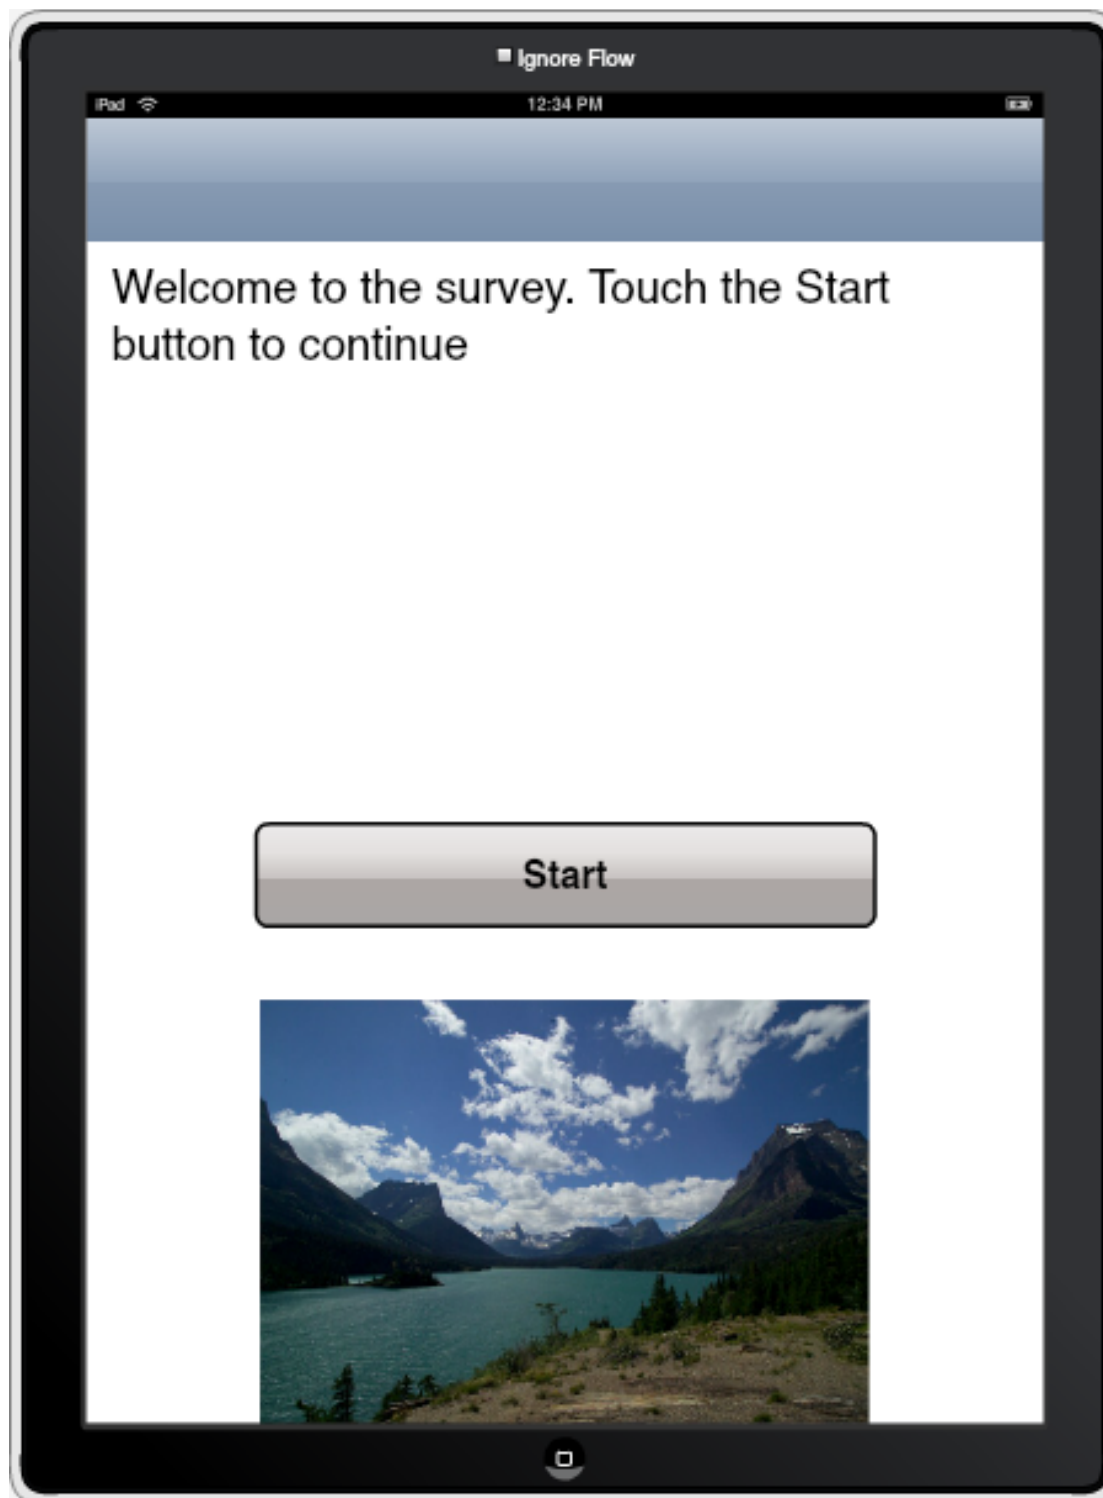 Ignore Flow
iPad 12:34 PM
Welcome to the survey. Touch the Start
button to continue
Start